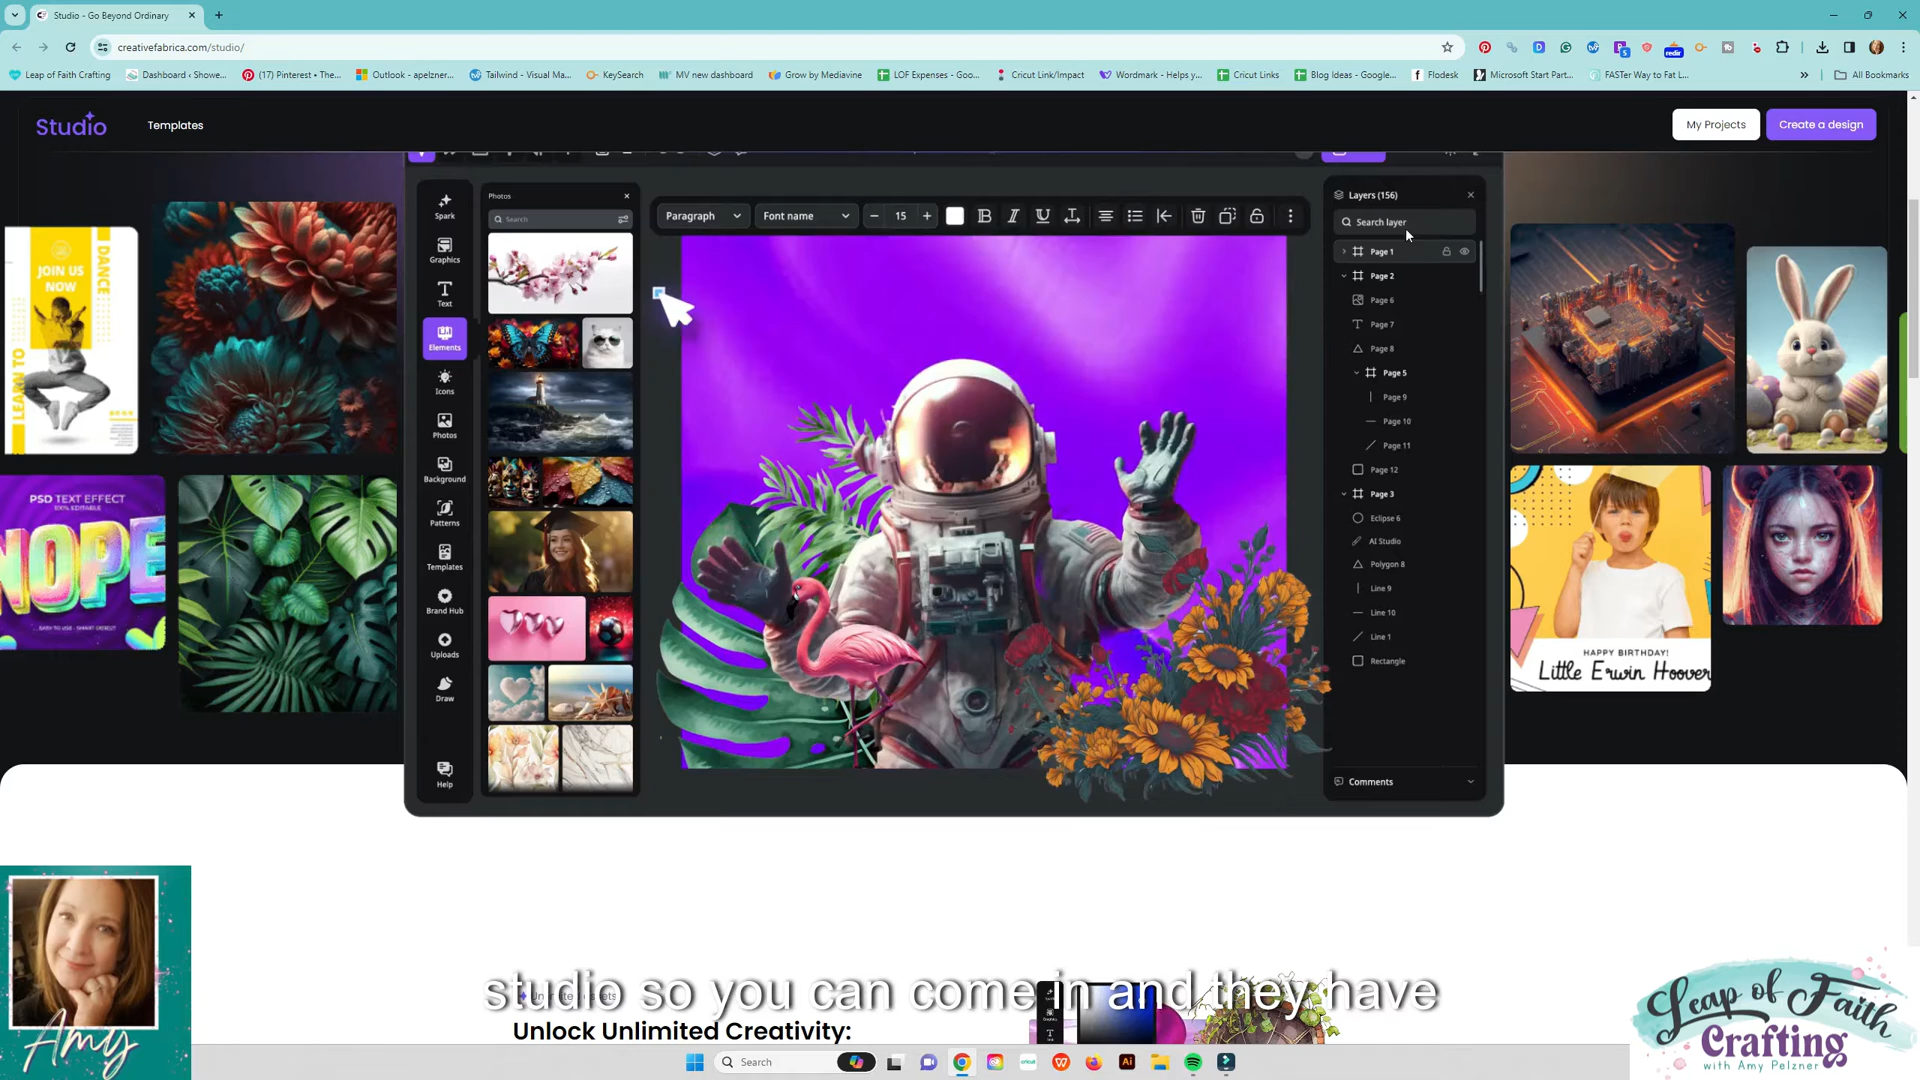 Studio - Go Beyond Ordinary
creativefabrica.com/studio/
Leap of Faith Crafting
Dashboard ‹ Showe...
(17) Pinterest • The...
Outlook - apelzner...
Tailwind - Visual Ma...
KeySearch
MV new dashboard
Grow by Mediavine
LOF Expenses - Goo...
Cricut Link/Impact
Wordmark - Helps y...
Cricut Links
Blog Ideas - Google...
Flodesk
Microsoft Start Part...
FASTer Way to Fat L...
All Bookmarks
Studio
Templates
My Projects
Create a design
JOIN US
NOW
DANCE
LEARN TO
PSD TEXT EFFECT
100% EDITABLE
NOPE
Spark
Graphics
Text
Elements
Icons
Photos
Background
Patterns
Templates
Brand Hub
Uploads
Draw
Help
Photos
Search
Paragraph
Font name
15
Layers (156)
Search layer
Page 1
Page 2
Page 6
Page 7
Page 8
Page 5
Page 9
Page 10
Page 11
Page 12
Page 3
Eclipse 6
AI Studio
Polygon 8
Line 9
Line 10
Line 1
Rectangle
Comments
HAPPY BIRTHDAY!
Little Erwin Hoover
studio so you can come in and they have
Unlock Unlimited Creativity:
Amy
Leap of Faith
Crafting
with Amy Pelzner
Search